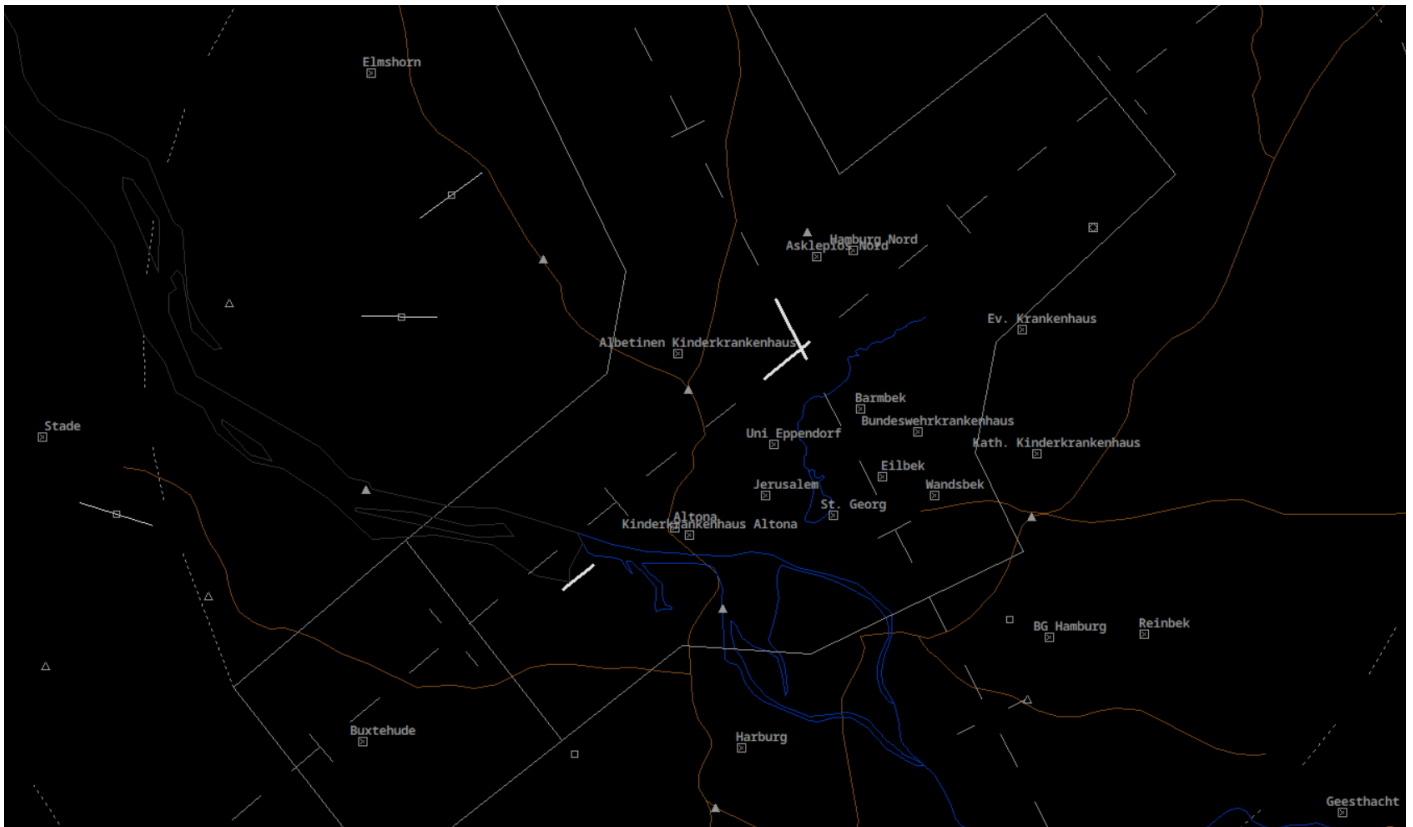 Elmshorn
Hamburg Nord
Asklepios Nord
Ev. Krankenhaus
Albetinen Kinderkrankenhaus
Barmbek
Bundeswehrkrankenhaus
Stade
Uni Eppendorf
Kath. Kinderkrankenhaus
Eilbek
Jerusalem
Wandsbek
St. Georg
Altona
Kinderkrankenhaus Altona
BG Hamburg
Reinbek
Buxtehude
Harburg
Geesthacht